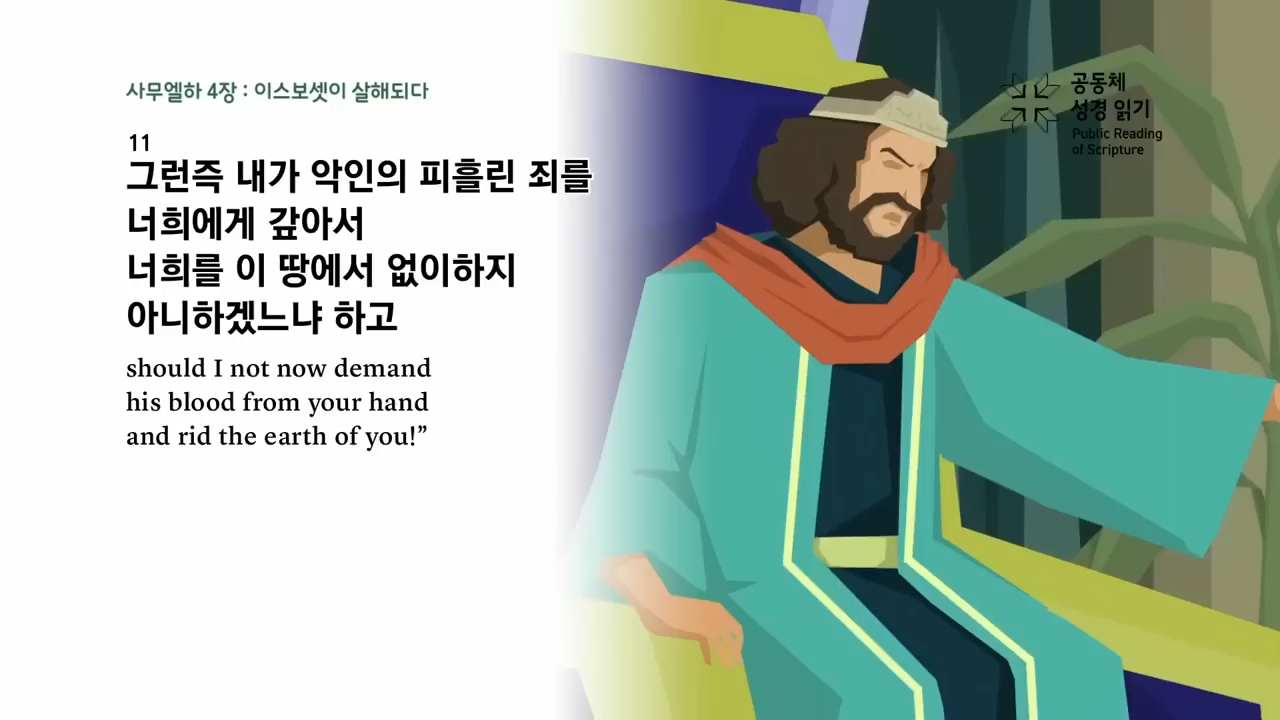 사무엘하 4장 : 이스보셋이 살해되다
11
그런즉 내가 악인의 피흘린 죄를
너희에게 갚아서
너희를 이 땅에서 없이하지
아니하겠느냐 하고
should I not now demand
his blood from your hand
and rid the earth of you!”
공동체
성경 읽기
Public Reading
of Scripture